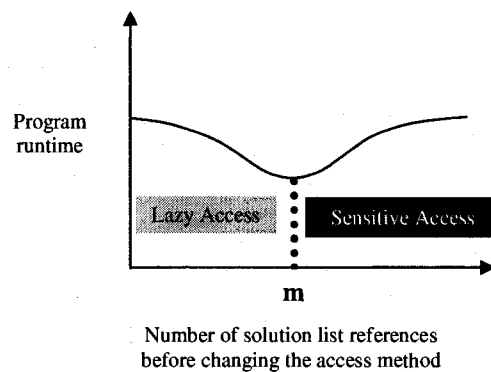 Program
runtime
Lazy Access
Sensitive Access
m
Number of solution list references
before changing the access method